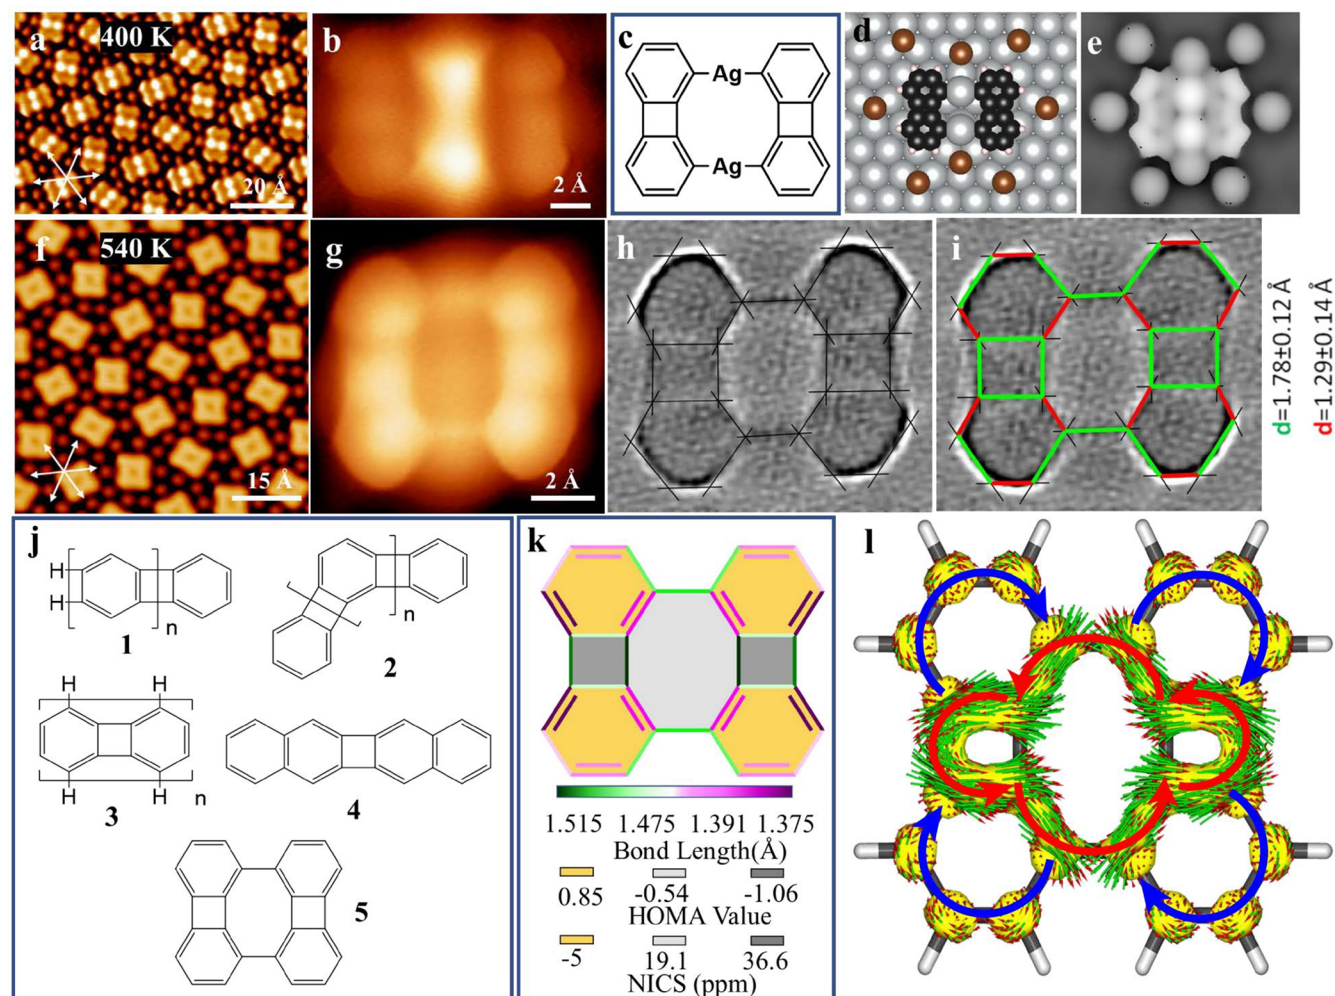 a
400 K
20 Å
b
2 Å
c
Ag
Ag
d
e
f
540 K
15 Å
g
2 Å
h
i
d=1.78±0.12 Å
d=1.29±0.14 Å
j
H
H
n
1
n
2
H H
H H
n
3
4
5
k
1.515 1.475 1.391 1.375
Bond Length(Å)
0.85 -0.54 -1.06
HOMA Value
-5 19.1 36.6
NICS (ppm)
l